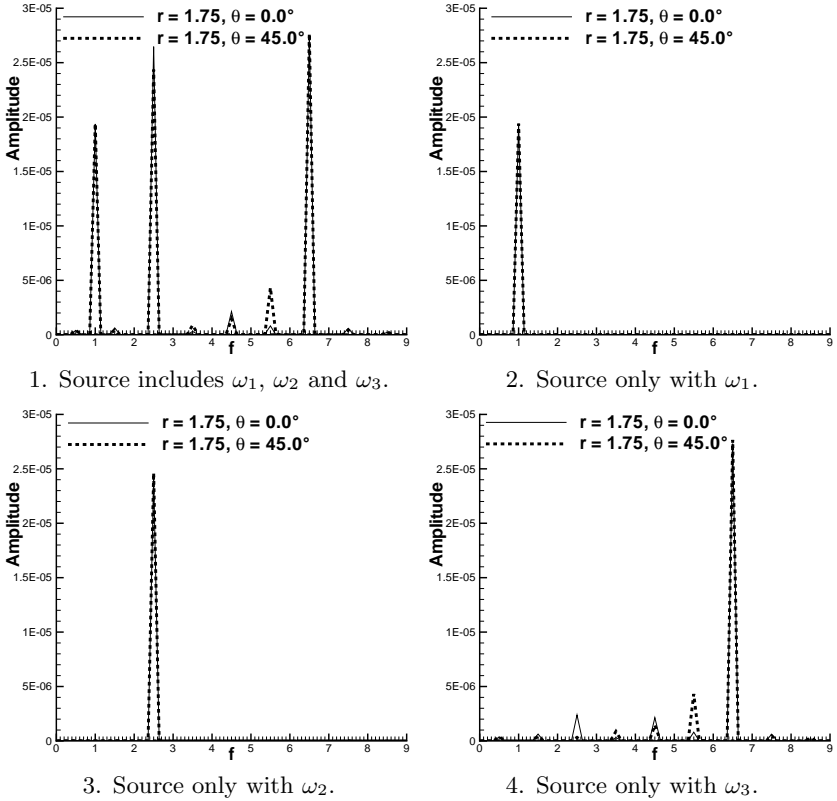 3E-05
2.5E-05
2E-05
1.5E-05
1E-05
5E-06
0
Amplitude
r = 1.75, θ = 0.0°
r = 1.75, θ = 45.0°
0 1 2 3 4 5 6 7 8 9
f
1. Source includes ω₁, ω₂ and ω₃.
3E-05
2.5E-05
2E-05
1.5E-05
1E-05
5E-06
0
Amplitude
r = 1.75, θ = 0.0°
r = 1.75, θ = 45.0°
0 1 2 3 4 5 6 7 8 9
f
2. Source only with ω₁.
3E-05
2.5E-05
2E-05
1.5E-05
1E-05
5E-06
0
Amplitude
r = 1.75, θ = 0.0°
r = 1.75, θ = 45.0°
0 1 2 3 4 5 6 7 8 9
f
3. Source only with ω₂.
3E-05
2.5E-05
2E-05
1.5E-05
1E-05
5E-06
0
Amplitude
r = 1.75, θ = 0.0°
r = 1.75, θ = 45.0°
0 1 2 3 4 5 6 7 8 9
f
4. Source only with ω₃.